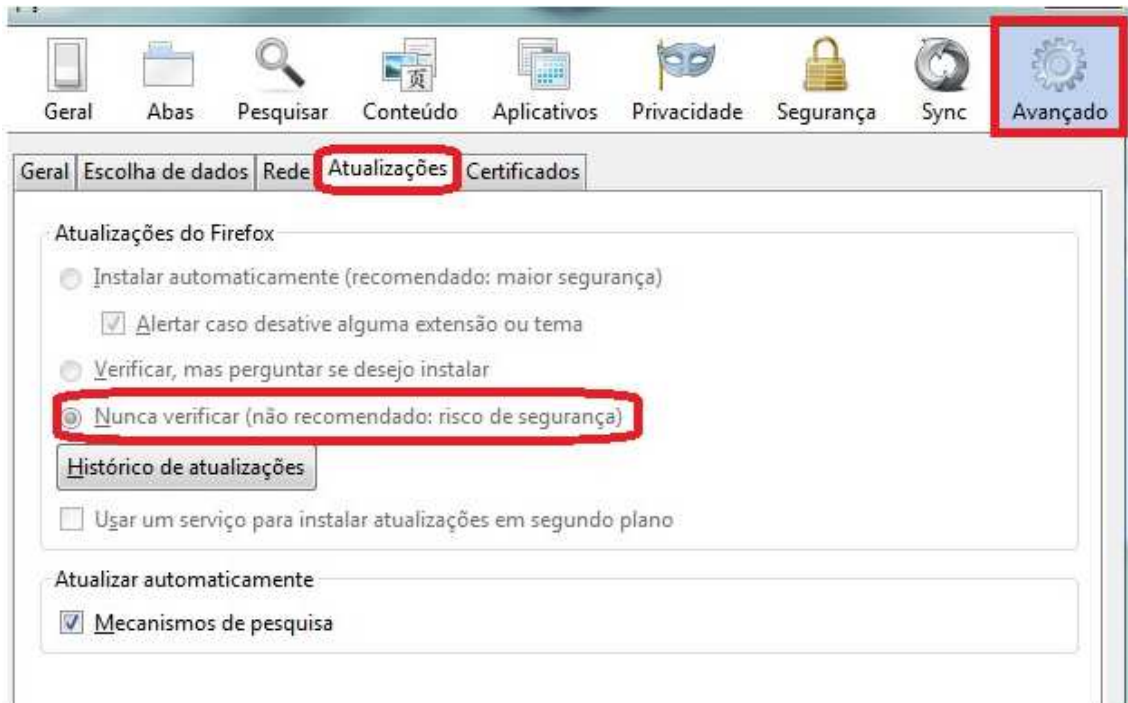 Geral Abas Pesquisar Conteúdo Aplicativos Privacidade Segurança Sync Avançado
Geral Escolha de dados Rede Atualizações Certificados
Atualizações do Firefox
Instalar automaticamente (recomendado: maior segurança)
Alertar caso desative alguma extensão ou tema
Verificar, mas perguntar se desejo instalar
Nunca verificar (não recomendado: risco de segurança)
Histórico de atualizações
Usar um serviço para instalar atualizações em segundo plano
Atualizar automaticamente
Mecanismos de pesquisa